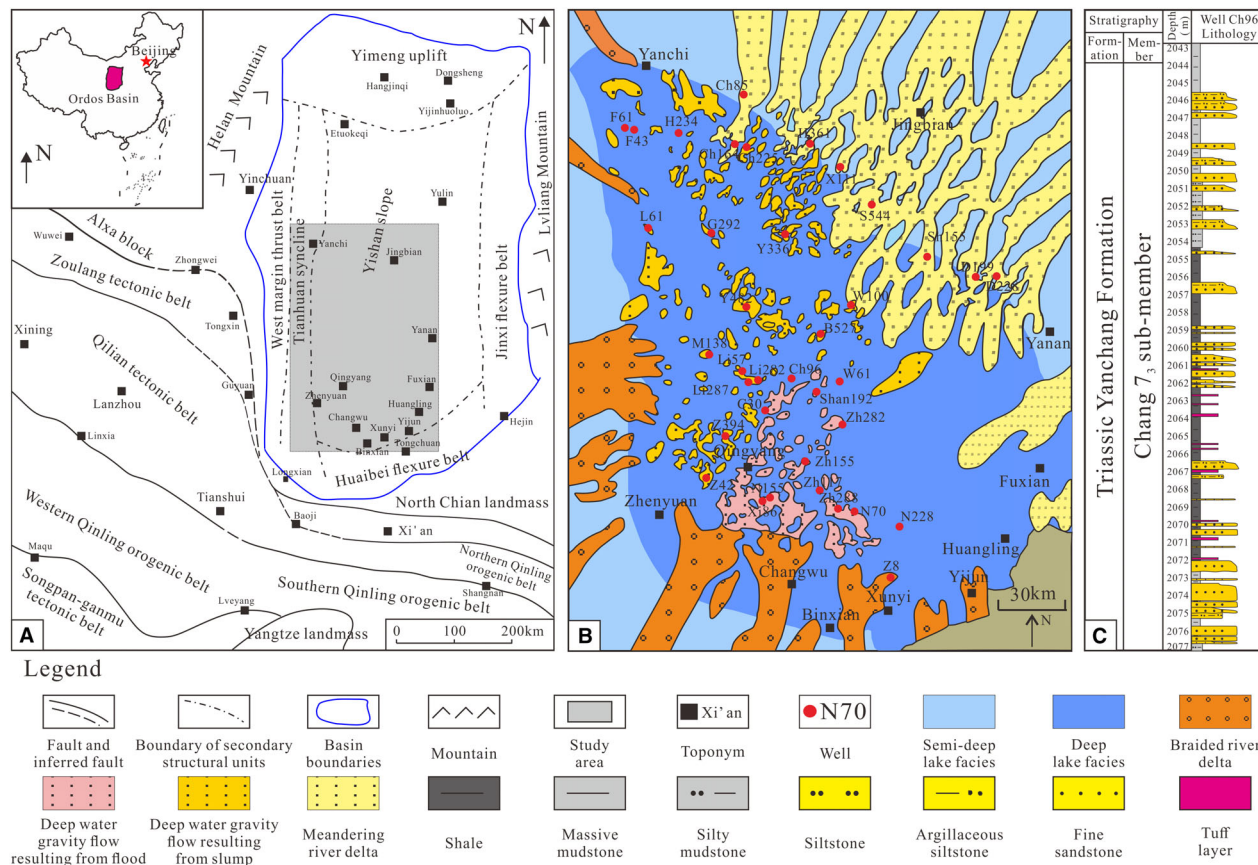 Beijing
Ordos Basin
N
A
N
Yimeng uplift
Hangjinqi
Dongsheng
Yijinhuoluo
Etuokeqi
Helan Mountain
Lvliang Mountain
Yinchuan
Yulin
Alxa block
Wuwei
Zhongwei
Zoulang tectonic belt
Tongxin
West margin thrust belt
Tianhuan syncline
Yishan slope
Jinxi flexure belt
Yanchi
Jingbian
Yanan
Xining
Qilian tectonic belt
Lanzhou
Guyuan
Linxia
Qingyang
Fuxian
Zhenyuan
Huangling
Changwu
Yijun
Xunyi
Tongchuan
Binxian
Hejin
Huaibei flexure belt
Longxian
North Chian landmass
Tianshui
Baoji
Xi'an
Western Qinling orogenic belt
Northern Qinling
orogenic belt
Maqu
Songpan-gannu
tectonic belt
Southern Qinling orogenic belt
Shangnan
Lveyang
Yangtze landmass
A
0 100 200km
B
Yanchi
Ch85
Jingbian
F61
F43
H234
H361
X11
L61
G292
Y336
S544
W100
B527
Yanan
M138
Li57
Li282
Ch96
W61
Li287
Shan192
Zh282
Z394
Qingyang
Zh155
Fuxian
Zhenyuan
N70
N228
Huangling
Changwu
Z8
Yijun
Xunyi
Binxian
30km
N
B
C
Stratigraphy
Depth
(m)
Well Ch96
Lithology
For-
mation
Mem-
ber
Triassic Yanchang Formation
Chang 7₃ sub-member
2043
2044
2045
2046
2047
2048
2049
2050
2051
2052
2053
2054
2055
2056
2057
2059
2060
2061
2062
2063
2064
2065
2066
2067
2068
2069
2070
2071
2072
2073
2074
2075
2076
2077
C
Legend
Fault and
inferred fault
Boundary of secondary
structural units
Basin
boundaries
Mountain
Study
area
Xi'an
Toponym
N70
Well
Semi-deep
lake facies
Deep
lake facies
Braided river
delta
Deep water
gravity flow
resulting from flood
Deep water gravity
flow resulting
from slump
Meandering
river delta
Shale
Massive
mudstone
Silty
mudstone
Siltstone
Argillaceous
siltstone
Fine
sandstone
Tuff
layer